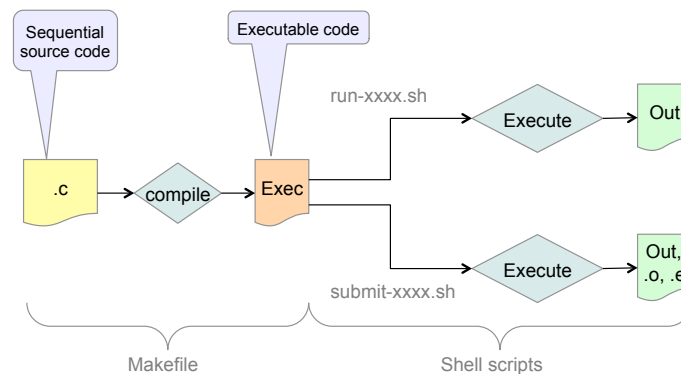 Sequential
source code
Executable code
run-xxxx.sh
.c
compile
Exec
Execute
Out
submit-xxxx.sh
Execute
Out,
.o, .e
Makefile
Shell scripts